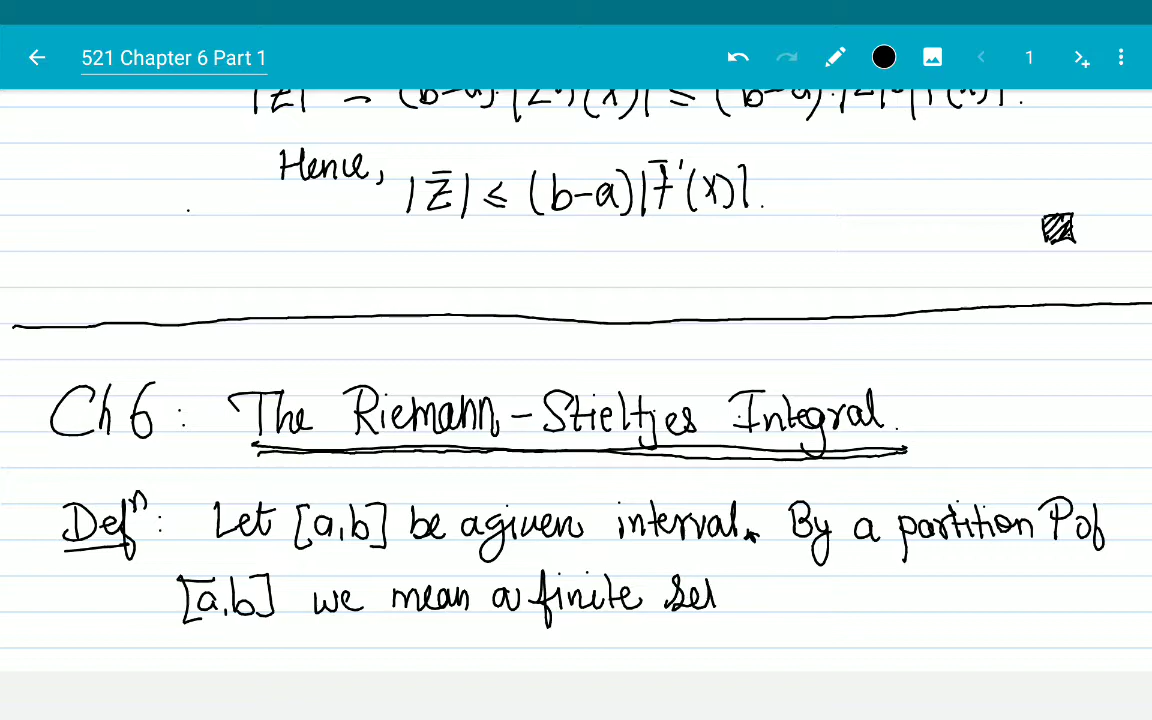 521 Chapter 6 Part 1
1
Hence,
|z̄| ≤ (b-a)|f̄'(x)|.
Ch 6: The Riemann-Stieltjes Integral.
Defⁿ: Let [a,b] be a given interval. By a partition P of
[a,b] we mean a finite set